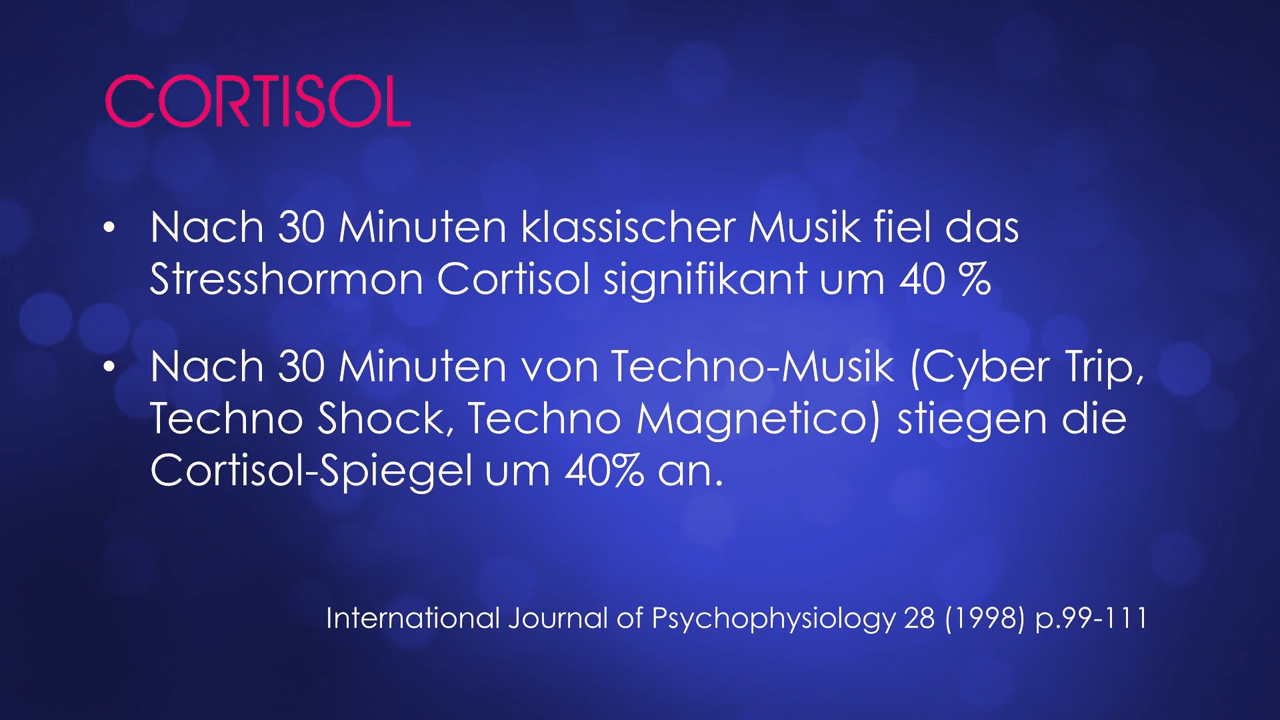 CORTISOL
• Nach 30 Minuten klassischer Musik fiel das
Stresshormon Cortisol signifikant um 40 %
• Nach 30 Minuten von Techno-Musik (Cyber Trip,
Techno Shock, Techno Magnetico) stiegen die
Cortisol-Spiegel um 40% an.
International Journal of Psychophysiology 28 (1998) p.99-111